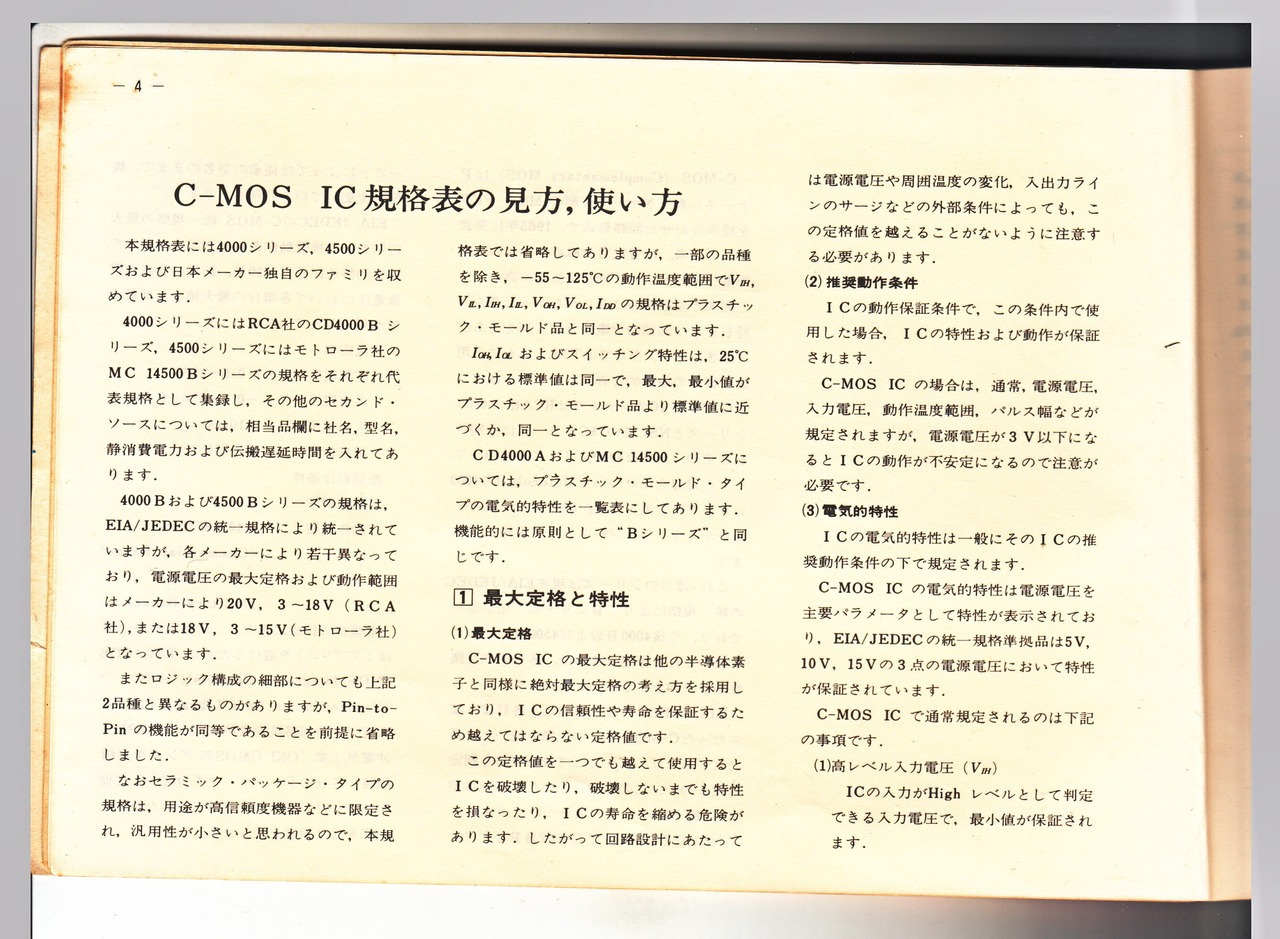 — 4 —
C-MOS IC規格表の見方,使い方
本規格表には4000シリーズ，4500シリー
ズおよび日本メーカー独自のファミリを収
めています．
4000シリーズにはRCA社のCD4000B シ
リーズ，4500シリーズにはモトローラ社の
MC 14500Bシリーズの規格をそれぞれ代
表規格として集録し，その他のセカンド・
ソースについては，相当品欄に社名，型名，
静消費電力および伝搬遅延時間を入れてあ
ります．
4000Bおよび4500Bシリーズの規格は，
EIA/JEDECの統一規格により統一されて
いますが，各メーカーにより若干異なって
おり，電源電圧の最大定格および動作範囲
はメーカーにより20V，3～18V（RCA
社），または18V，3～15V（モトローラ社）
となっています．
またロジック構成の細部についても上記
2品種と異なるものがありますが，Pin-to-
Pin の機能が同等であることを前提に省略
しました．
なおセラミック・パッケージ・タイプの
規格は，用途が高信頼度機器などに限定さ
れ，汎用性が小さいと思われるので，本規
格表では省略してありますが，一部の品種
を除き，−55～125℃の動作温度範囲でVIH,
VIL, IIH, IIL, VOH, VOL, IDD の規格はプラスチッ
ク・モールド品と同一となっています．
IOH, IOL およびスイッチング特性は，25℃
における標準値は同一で，最大，最小値が
プラスチック・モールド品より標準値に近
づくか，同一となっています．
CD4000AおよびMC 14500シリーズに
ついては，プラスチック・モールド・タイ
プの電気的特性を一覧表にしてあります．
機能的には原則として“Bシリーズ”と同
じです．
1 最大定格と特性
(1)最大定格
C-MOS IC の最大定格は他の半導体素
子と同様に絶対最大定格の考え方を採用し
ており，ICの信頼性や寿命を保証するた
め越えてはならない定格値です．
この定格値を一つでも越えて使用すると
ICを破壊したり，破壊しないまでも特性
を損なったり，ICの寿命を縮める危険が
あります．したがって回路設計にあたって
は電源電圧や周囲温度の変化，入出力ライ
ンのサージなどの外部条件によっても，こ
の定格値を越えることがないように注意す
る必要があります．
(2)推奨動作条件
ICの動作保証条件で，この条件内で使
用した場合，ICの特性および動作が保証
されます．
C-MOS IC の場合は，通常，電源電圧，
入力電圧，動作温度範囲，パルス幅などが
規定されますが，電源電圧が3V以下にな
るとICの動作が不安定になるので注意が
必要です．
(3)電気的特性
ICの電気的特性は一般にそのICの推
奨動作条件の下で規定されます．
C-MOS IC の電気的特性は電源電圧を
主要パラメータとして特性が表示されてお
り，EIA/JEDECの統一規格準拠品は5V，
10V，15Vの3点の電源電圧において特性
が保証されています．
C-MOS IC で通常規定されるのは下記
の事項です．
(1)高レベル入力電圧（VIH）
ICの入力がHigh レベルとして判定
できる入力電圧で，最小値が保証され
ます．